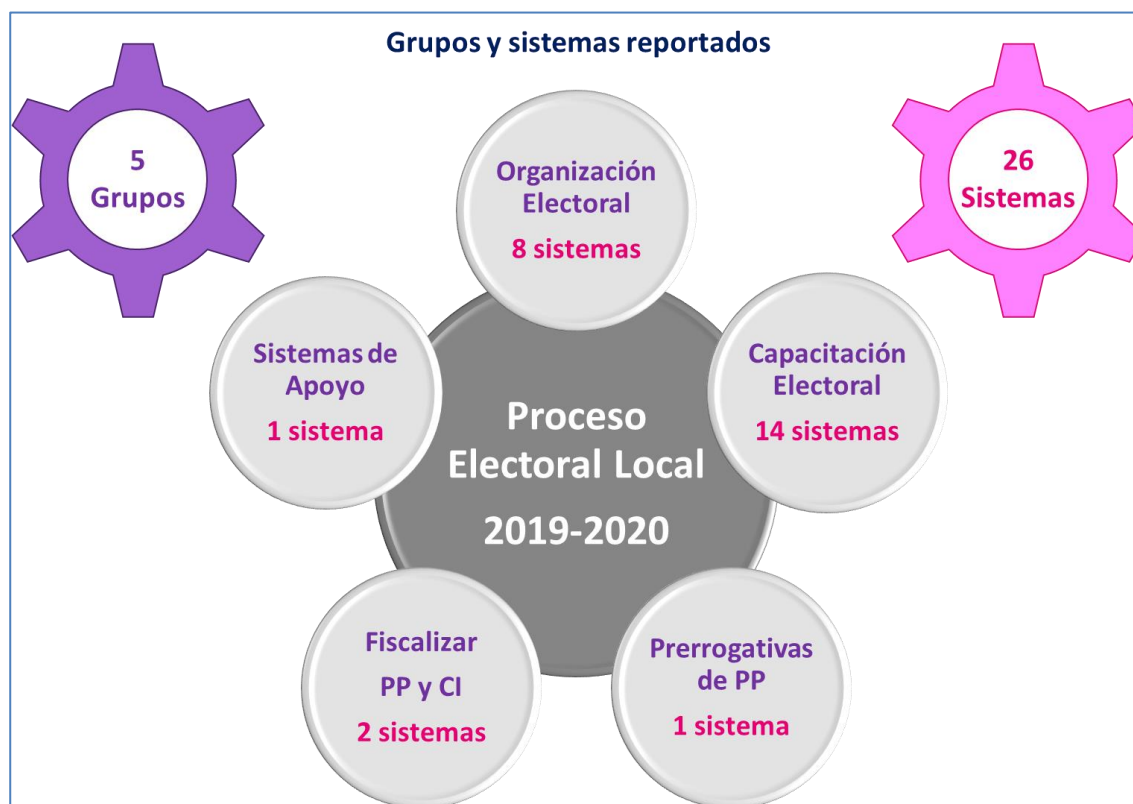 Grupos y sistemas reportados
5
Grupos
26
Sistemas
Organización
Electoral
8 sistemas
Sistemas de
Apoyo
1 sistema
Capacitación
Electoral
14 sistemas
Proceso
Electoral Local
2019-2020
Fiscalizar
PP y CI
2 sistemas
Prerrogativas
de PP
1 sistema